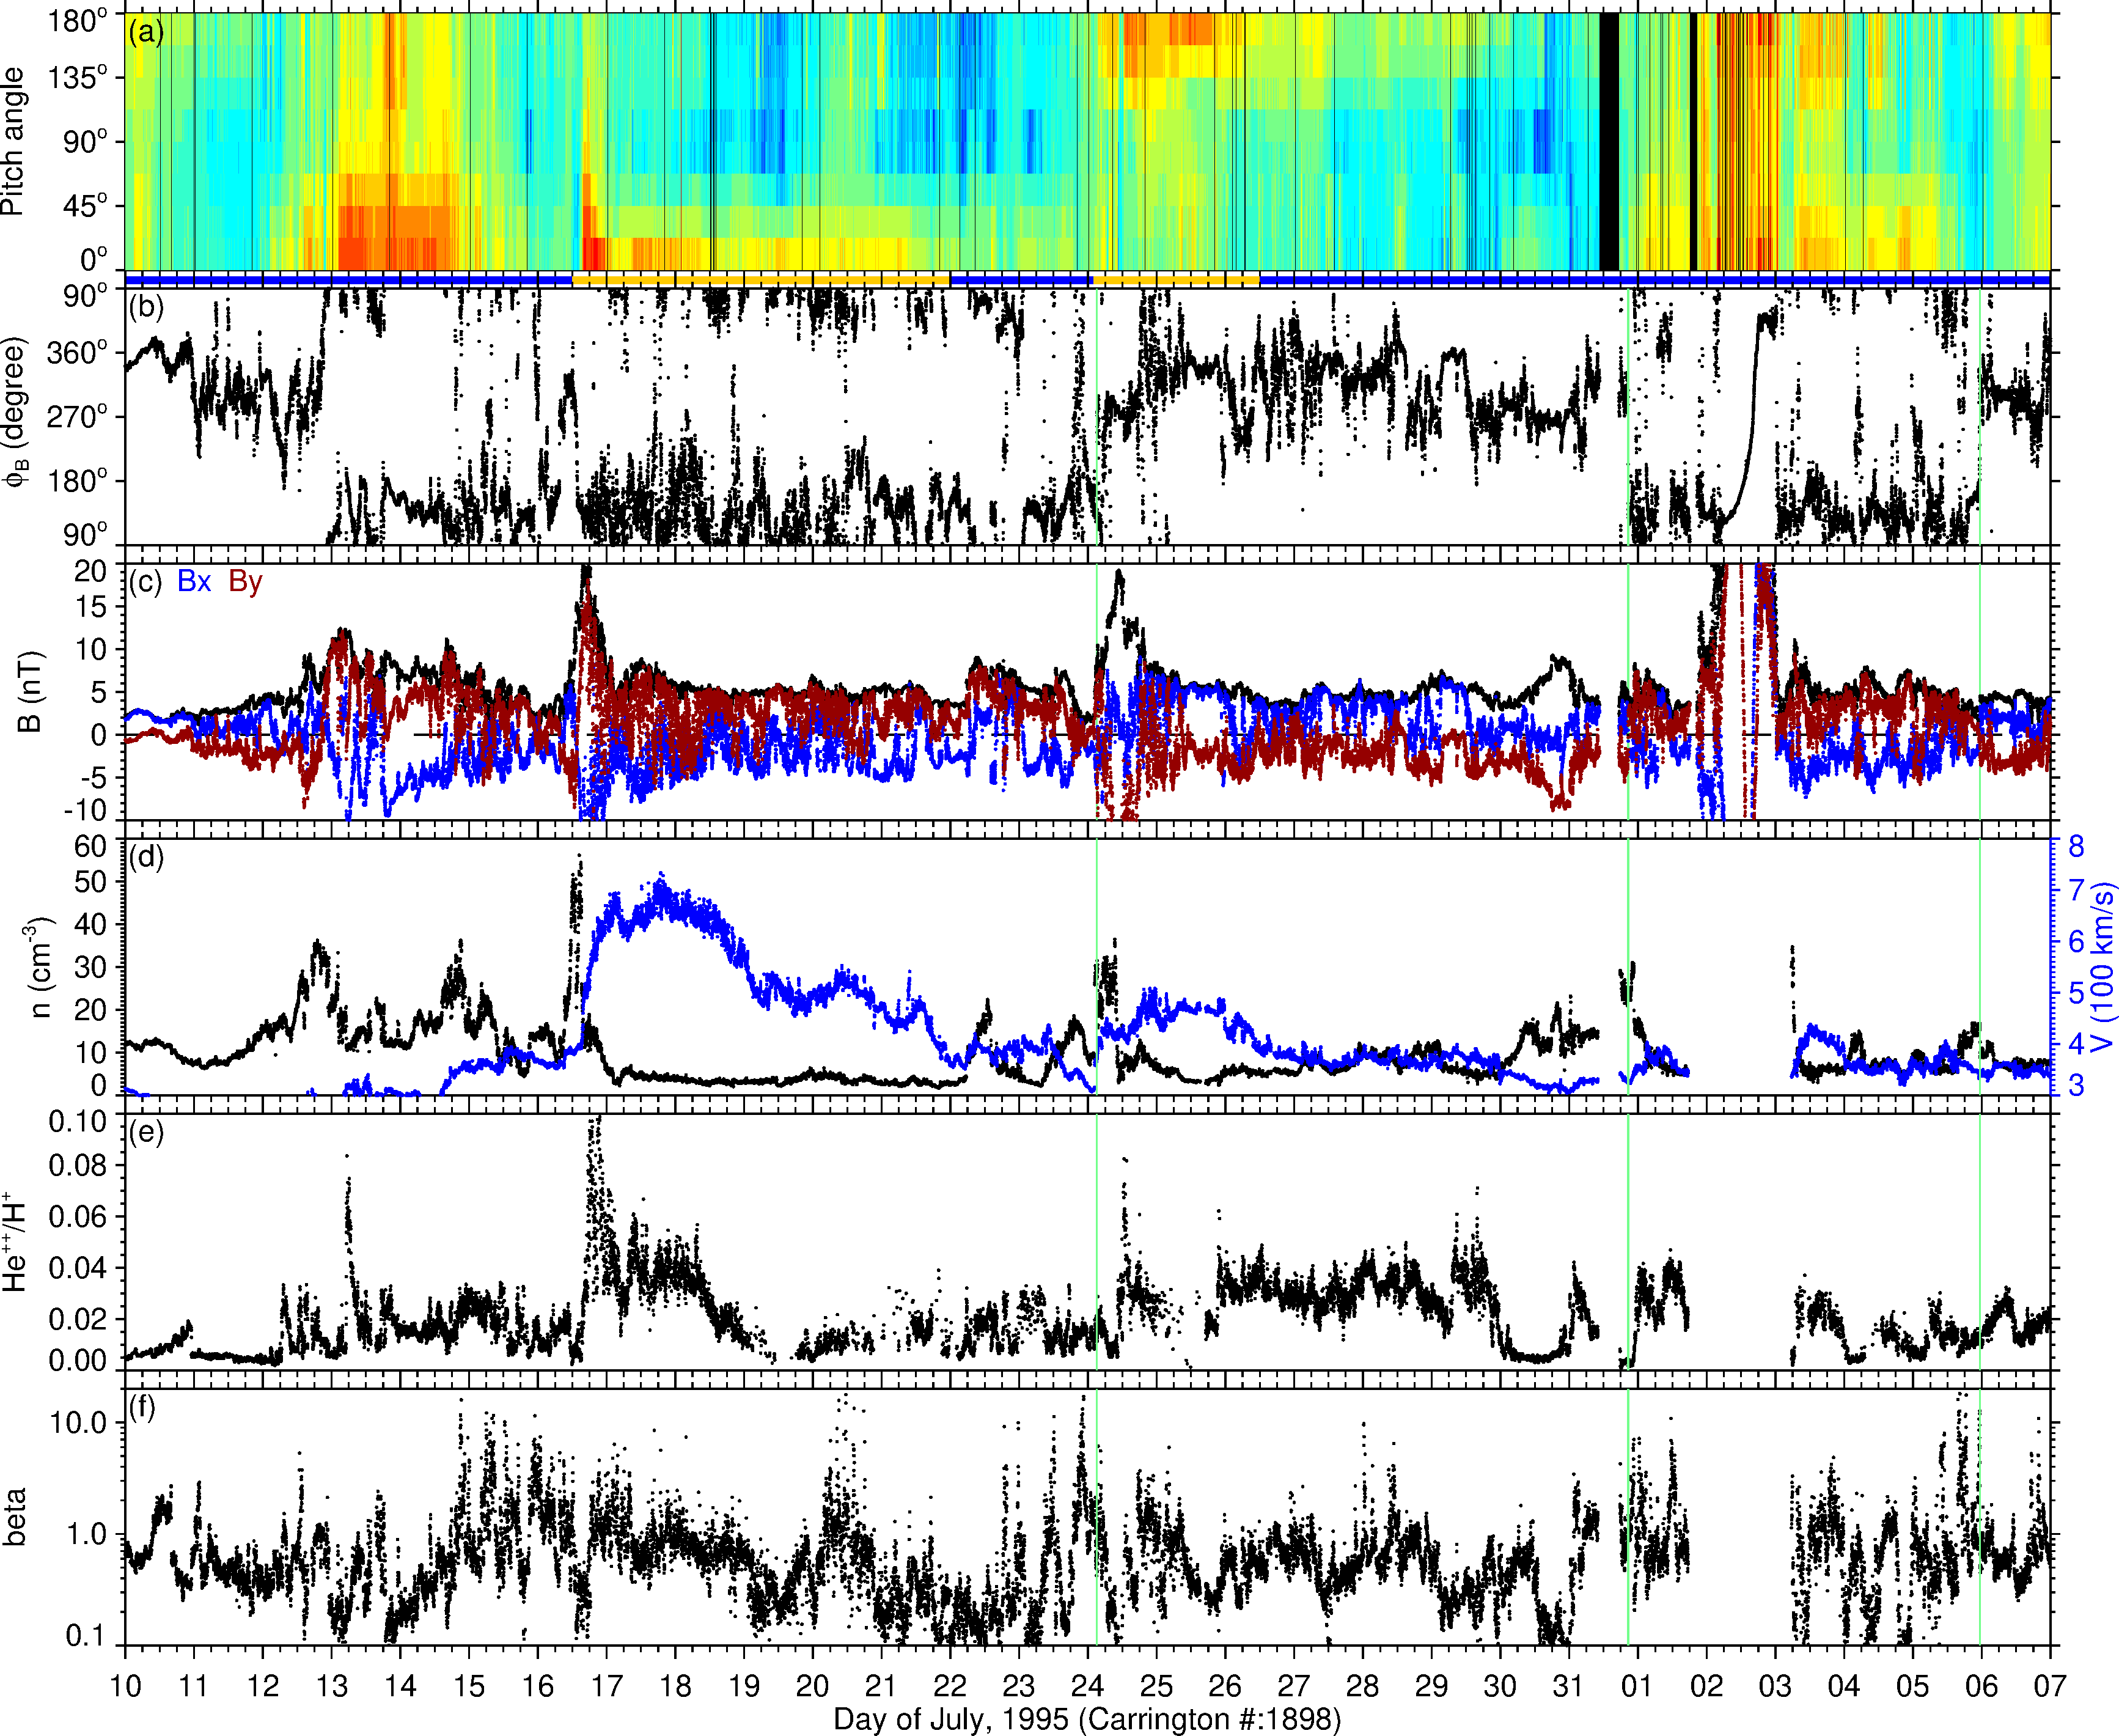 (a)
Pitch angle
180°
135°
90°
45°
0°
(b)
ϕB (degree)
90°
360°
270°
180°
90°
(c) Bx By
B (nT)
20
15
10
5
0
-5
-10
(d)
n (cm-3)
60
50
40
30
20
10
0
8
7
6
5
4
3
V (100 km/s)
(e)
He++/H+
0.10
0.08
0.06
0.04
0.02
0.00
(f)
beta
10.0
1.0
0.1
10 11 12 13 14 15 16 17 18 19 20 21 22 23 24 25 26 27 28 29 30 31 01 02 03 04 05 06 07
Day of July, 1995 (Carrington #:1898)